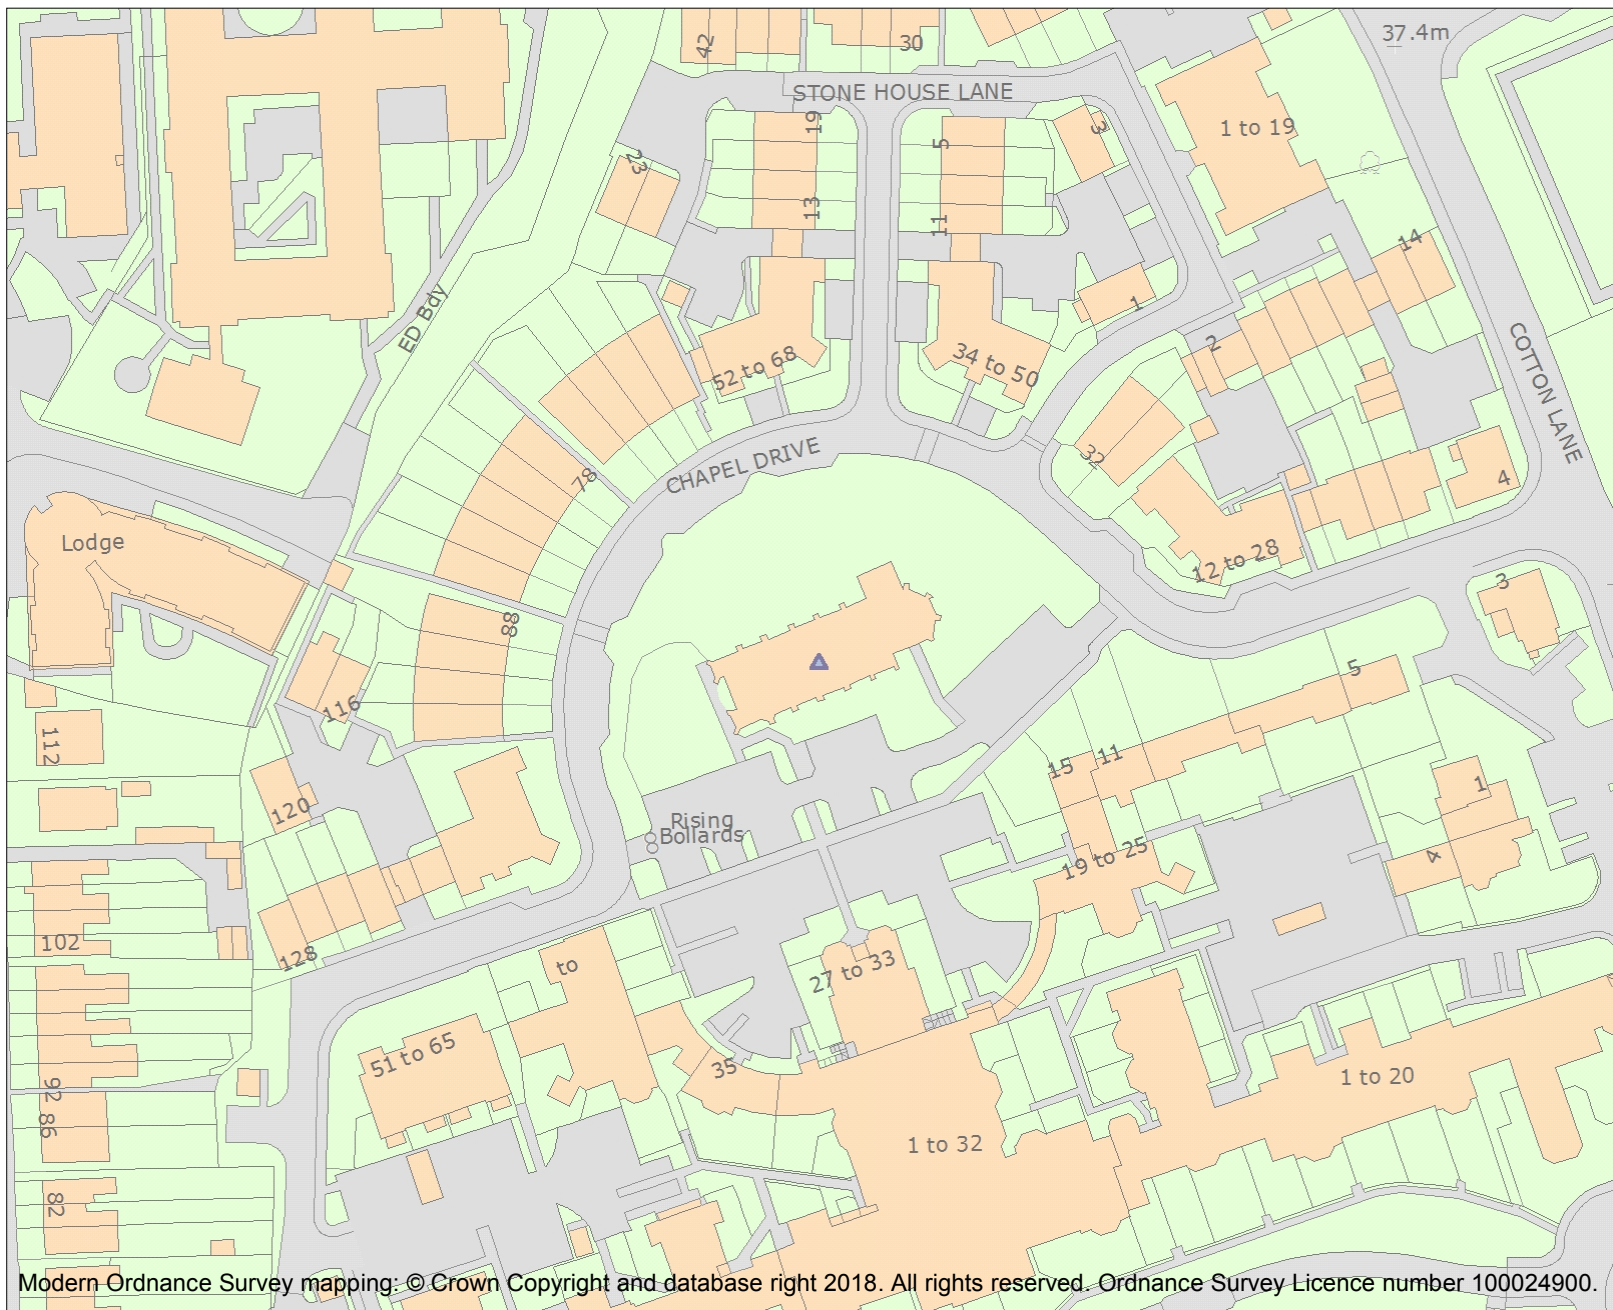 42
30
37.4m
STONE HOUSE LANE
19
5
3
1 to 19
23
13
11
14
ED Bdy
1
2
52 to 68
34 to 50
COTTON LANE
CHAPEL DRIVE
78
32
4
Lodge
12 to 28
3
88
5
116
112
15
11
1
120
Rising
Bollards
19 to 25
4
102
128
to
27 to 33
51 to 65
35
92
1 to 20
86
1 to 32
82
Modern Ordnance Survey mapping: © Crown Copyright and database right 2018. All rights reserved. Ordnance Survey Licence number 100024900.